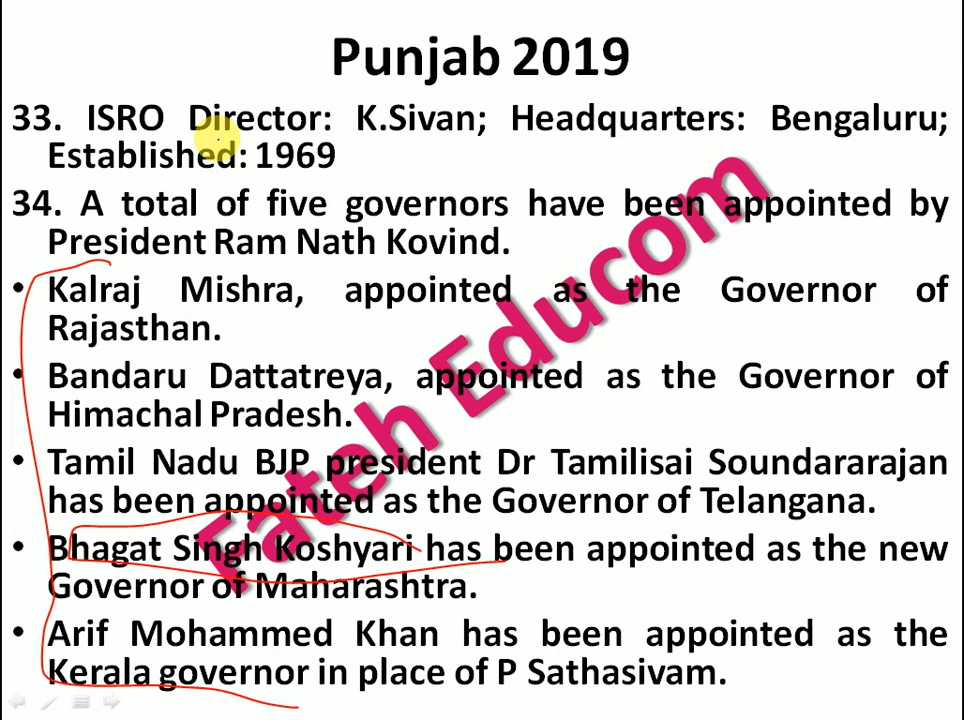 Punjab 2019
33. ISRO Director: K.Sivan; Headquarters: Bengaluru;
Established: 1969
34. A total of five governors have been appointed by
President Ram Nath Kovind.
• Kalraj Mishra, appointed as the Governor of
Rajasthan.
• Bandaru Dattatreya, appointed as the Governor of
Himachal Pradesh.
• Tamil Nadu BJP president Dr Tamilisai Soundararajan
has been appointed as the Governor of Telangana.
• Bhagat Singh Koshyari has been appointed as the new
Governor of Maharashtra.
• Arif Mohammed Khan has been appointed as the
Kerala governor in place of P Sathasivam.
Fateh Educom